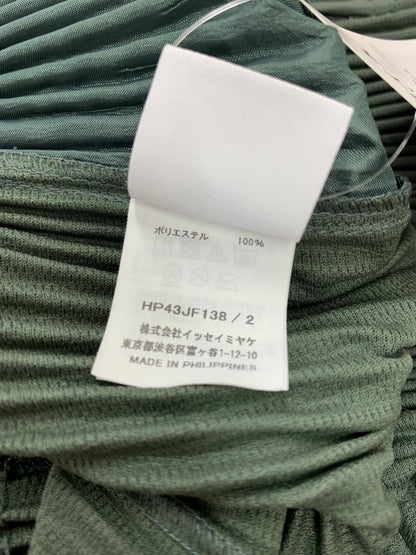 ポリエステル 100%
HP43JF138 / 2
株式会社イッセイミヤケ
東京都渋谷区富ヶ谷1-12-10
MADE IN PHILIPPINES